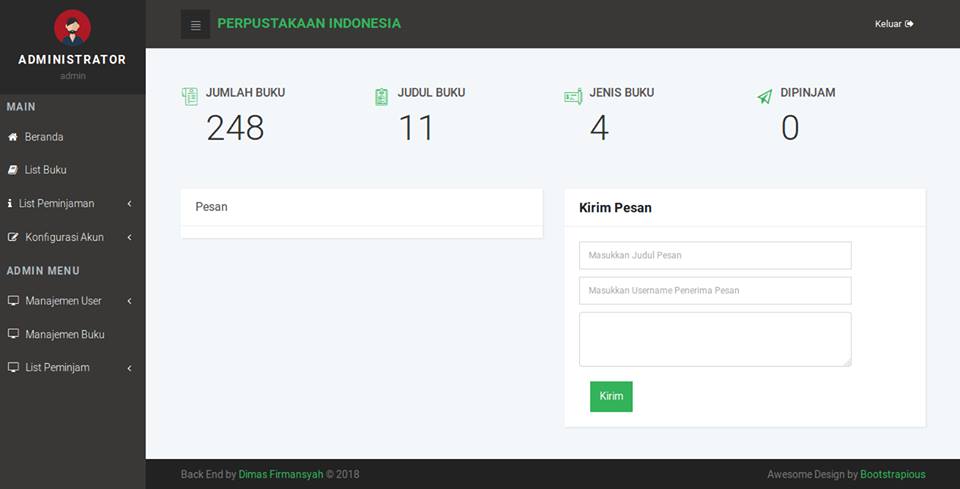 ADMINISTRATOR
admin
MAIN
Beranda
List Buku
List Peminjaman
Konfigurasi Akun
ADMIN MENU
Manajemen User
Manajemen Buku
List Peminjam
PERPUSTAKAAN INDONESIA
Keluar
JUMLAH BUKU
248
JUDUL BUKU
11
JENIS BUKU
4
DIPINJAM
0
Pesan
Kirim Pesan
Masukkan Judul Pesan
Masukkan Username Penerima Pesan
Kirim
Back End by Dimas Firmansyah © 2018
Awesome Design by Bootstrapious